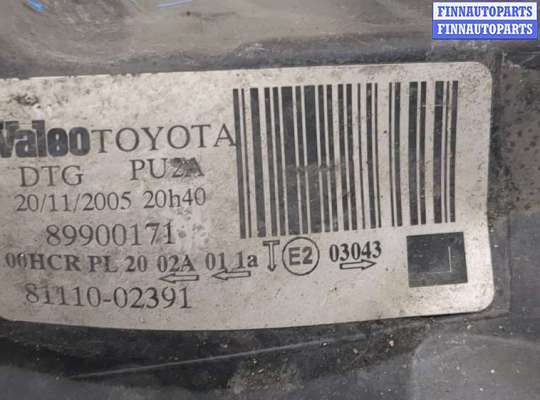 FINNAUTOPARTS
FINNAUTOPARTS
Valeo TOYOTA
DTG PU2A
20/11/2005 20h40
89900171
00HCR PL 20 02A 01 1a E2 03043
81110-02391